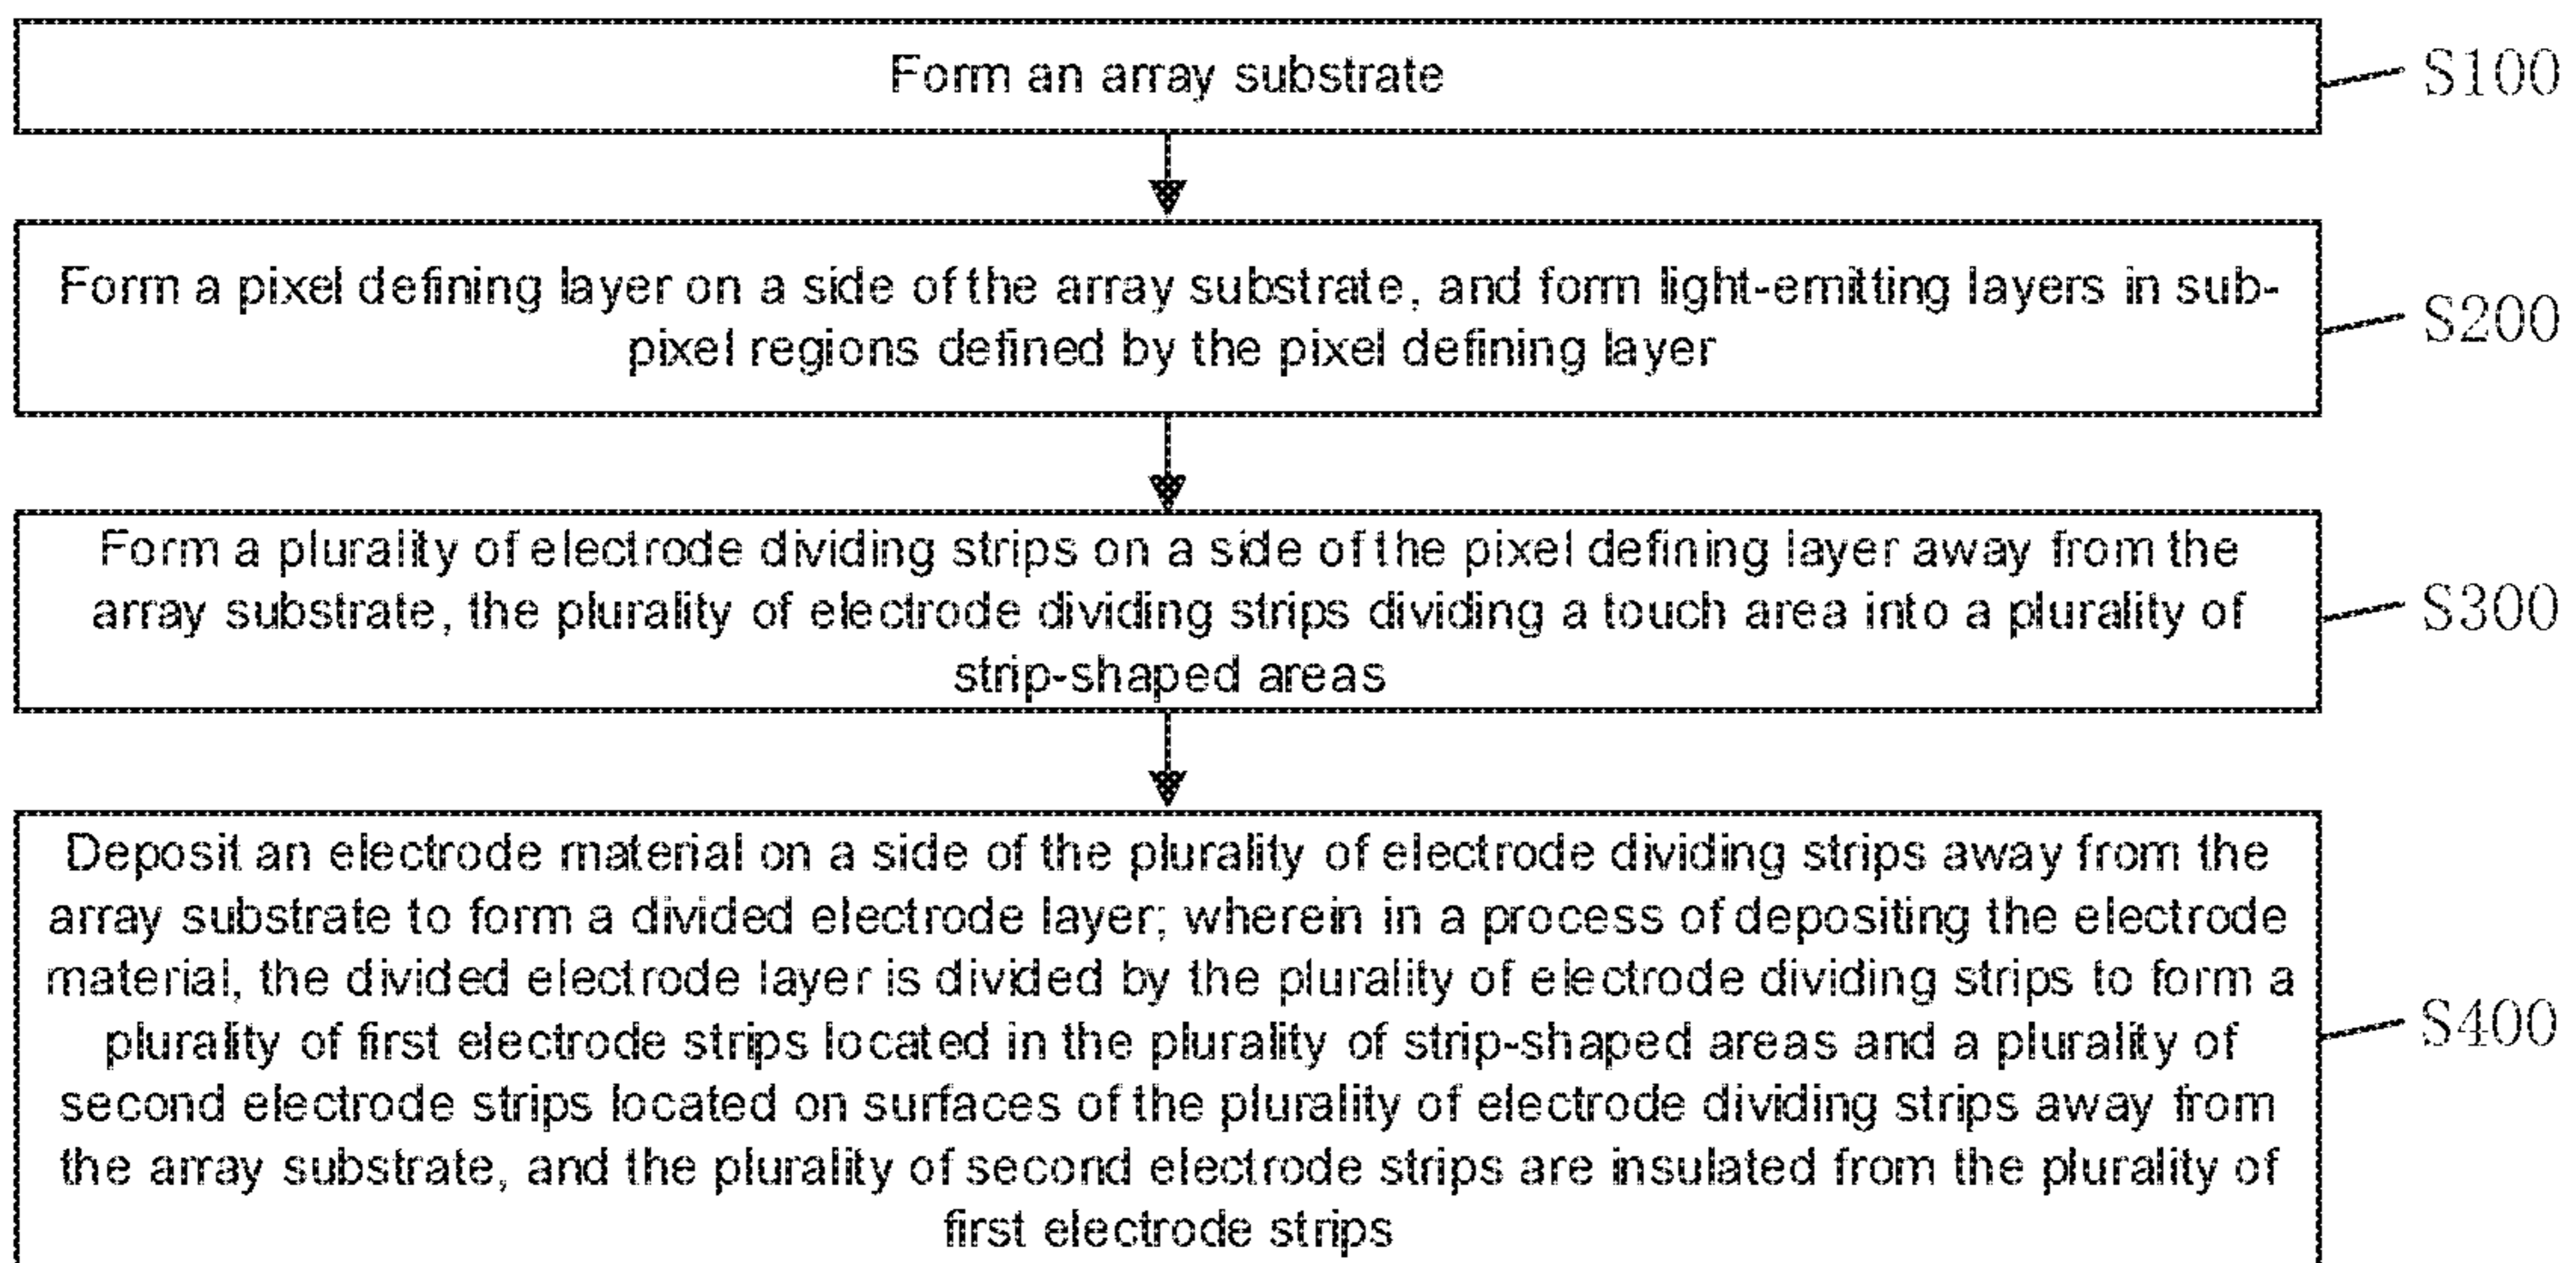 Form an array substrate
S100
Form a pixel defining layer on a side of the array substrate, and form light-emitting layers in sub-
pixel regions defined by the pixel defining layer
S200
Form a plurality of electrode dividing strips on a side of the pixel defining layer away from the
array substrate, the plurality of electrode dividing strips dividing a touch area into a plurality of
strip-shaped areas
S300
Deposit an electrode material on a side of the plurality of electrode dividing strips away from the
array substrate to form a divided electrode layer; wherein in a process of depositing the electrode
material, the divided electrode layer is divided by the plurality of electrode dividing strips to form a
plurality of first electrode strips located in the plurality of strip-shaped areas and a plurality of
second electrode strips located on surfaces of the plurality of electrode dividing strips away from
the array substrate, and the plurality of second electrode strips are insulated from the plurality of
first electrode strips
S400